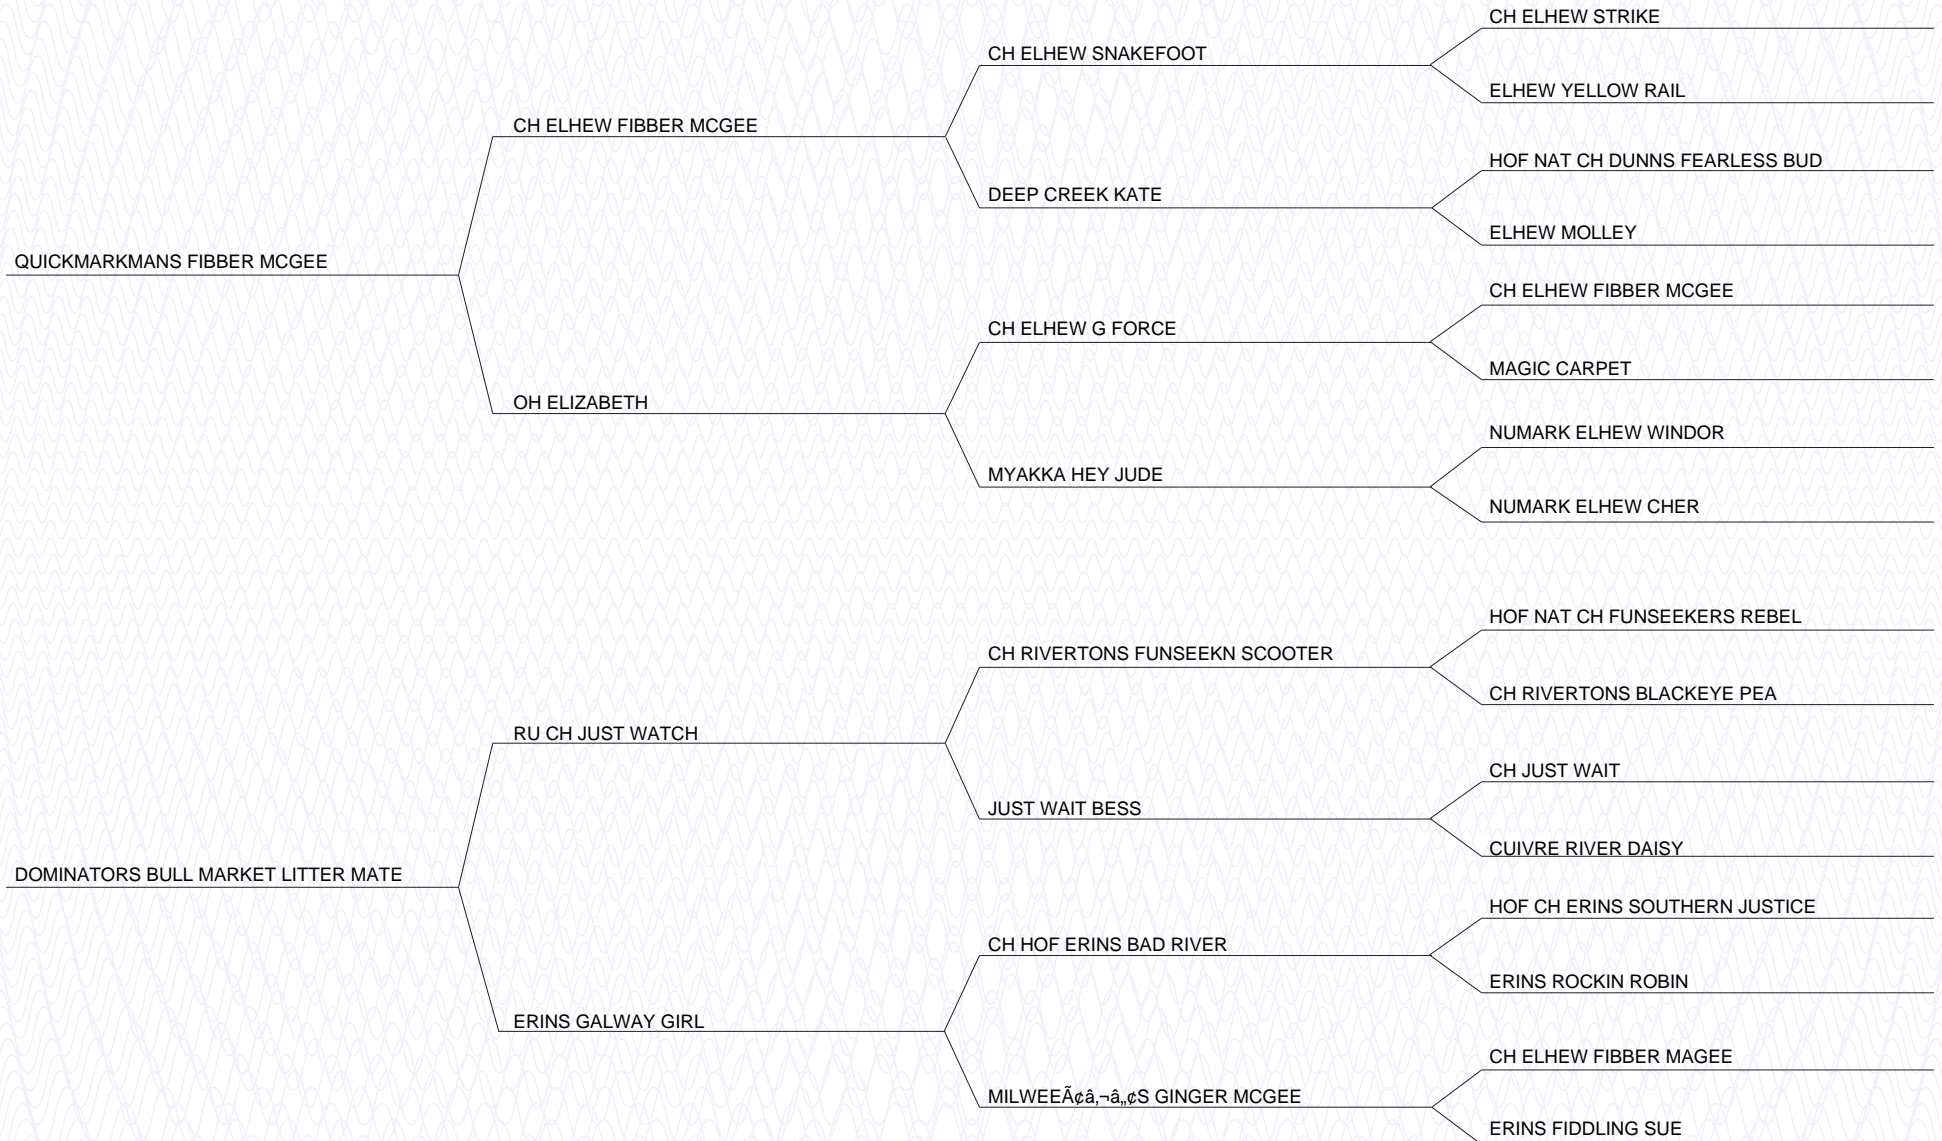 CH ELHEW STRIKE
CH ELHEW SNAKEFOOT
ELHEW YELLOW RAIL
CH ELHEW FIBBER MCGEE
HOF NAT CH DUNNS FEARLESS BUD
DEEP CREEK KATE
ELHEW MOLLEY
QUICKMARKMANS FIBBER MCGEE
CH ELHEW FIBBER MCGEE
CH ELHEW G FORCE
MAGIC CARPET
OH ELIZABETH
NUMARK ELHEW WINDOR
MYAKKA HEY JUDE
NUMARK ELHEW CHER
HOF NAT CH FUNSEEKERS REBEL
CH RIVERTONS FUNSEEKN SCOOTER
CH RIVERTONS BLACKEYE PEA
RU CH JUST WATCH
CH JUST WAIT
JUST WAIT BESS
CUIVRE RIVER DAISY
DOMINATORS BULL MARKET LITTER MATE
HOF CH ERINS SOUTHERN JUSTICE
CH HOF ERINS BAD RIVER
ERINS ROCKIN ROBIN
ERINS GALWAY GIRL
CH ELHEW FIBBER MAGEE
MILWEEÃ¢â‚¬â„¢S GINGER MCGEE
ERINS FIDDLING SUE